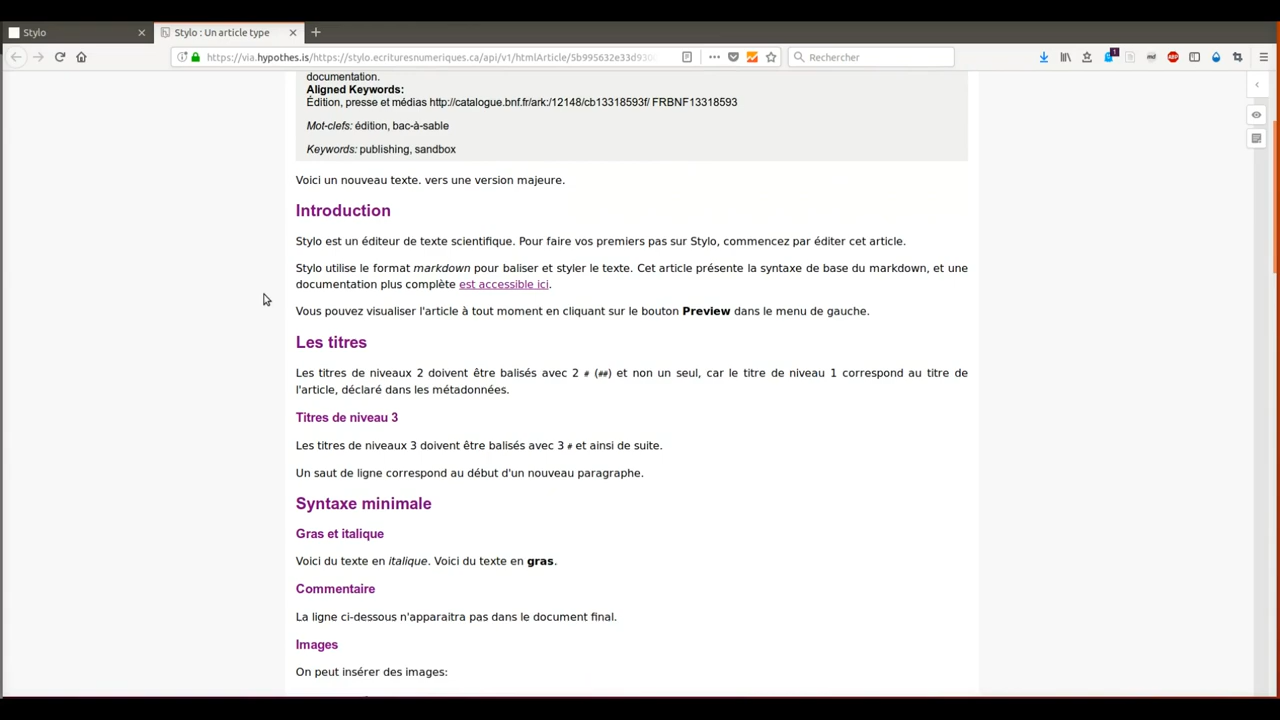 Stylo
Stylo : Un article type
https://via.hypothes.is/https://stylo.ecrituresnumeriques.ca/api/v1/htmlArticle/5b995632e33d930
Rechercher
1
ABP
documentation.
Aligned Keywords:
Édition, presse et médias http://catalogue.bnf.fr/ark:/12148/cb13318593f/ FRBNF13318593
Mot-clefs: édition, bac-à-sable
Keywords: publishing, sandbox
Voici un nouveau texte. vers une version majeure.
Introduction
Stylo est un éditeur de texte scientifique. Pour faire vos premiers pas sur Stylo, commencez par éditer cet article.
Stylo utilise le format markdown pour baliser et styler le texte. Cet article présente la syntaxe de base du markdown, et une
documentation plus complète est accessible ici.
Vous pouvez visualiser l'article à tout moment en cliquant sur le bouton Preview dans le menu de gauche.
Les titres
Les titres de niveaux 2 doivent être balisés avec 2 # (##) et non un seul, car le titre de niveau 1 correspond au titre de
l'article, déclaré dans les métadonnées.
Titres de niveau 3
Les titres de niveaux 3 doivent être balisés avec 3 # et ainsi de suite.
Un saut de ligne correspond au début d'un nouveau paragraphe.
Syntaxe minimale
Gras et italique
Voici du texte en italique. Voici du texte en gras.
Commentaire
La ligne ci-dessous n'apparaitra pas dans le document final.
Images
On peut insérer des images: